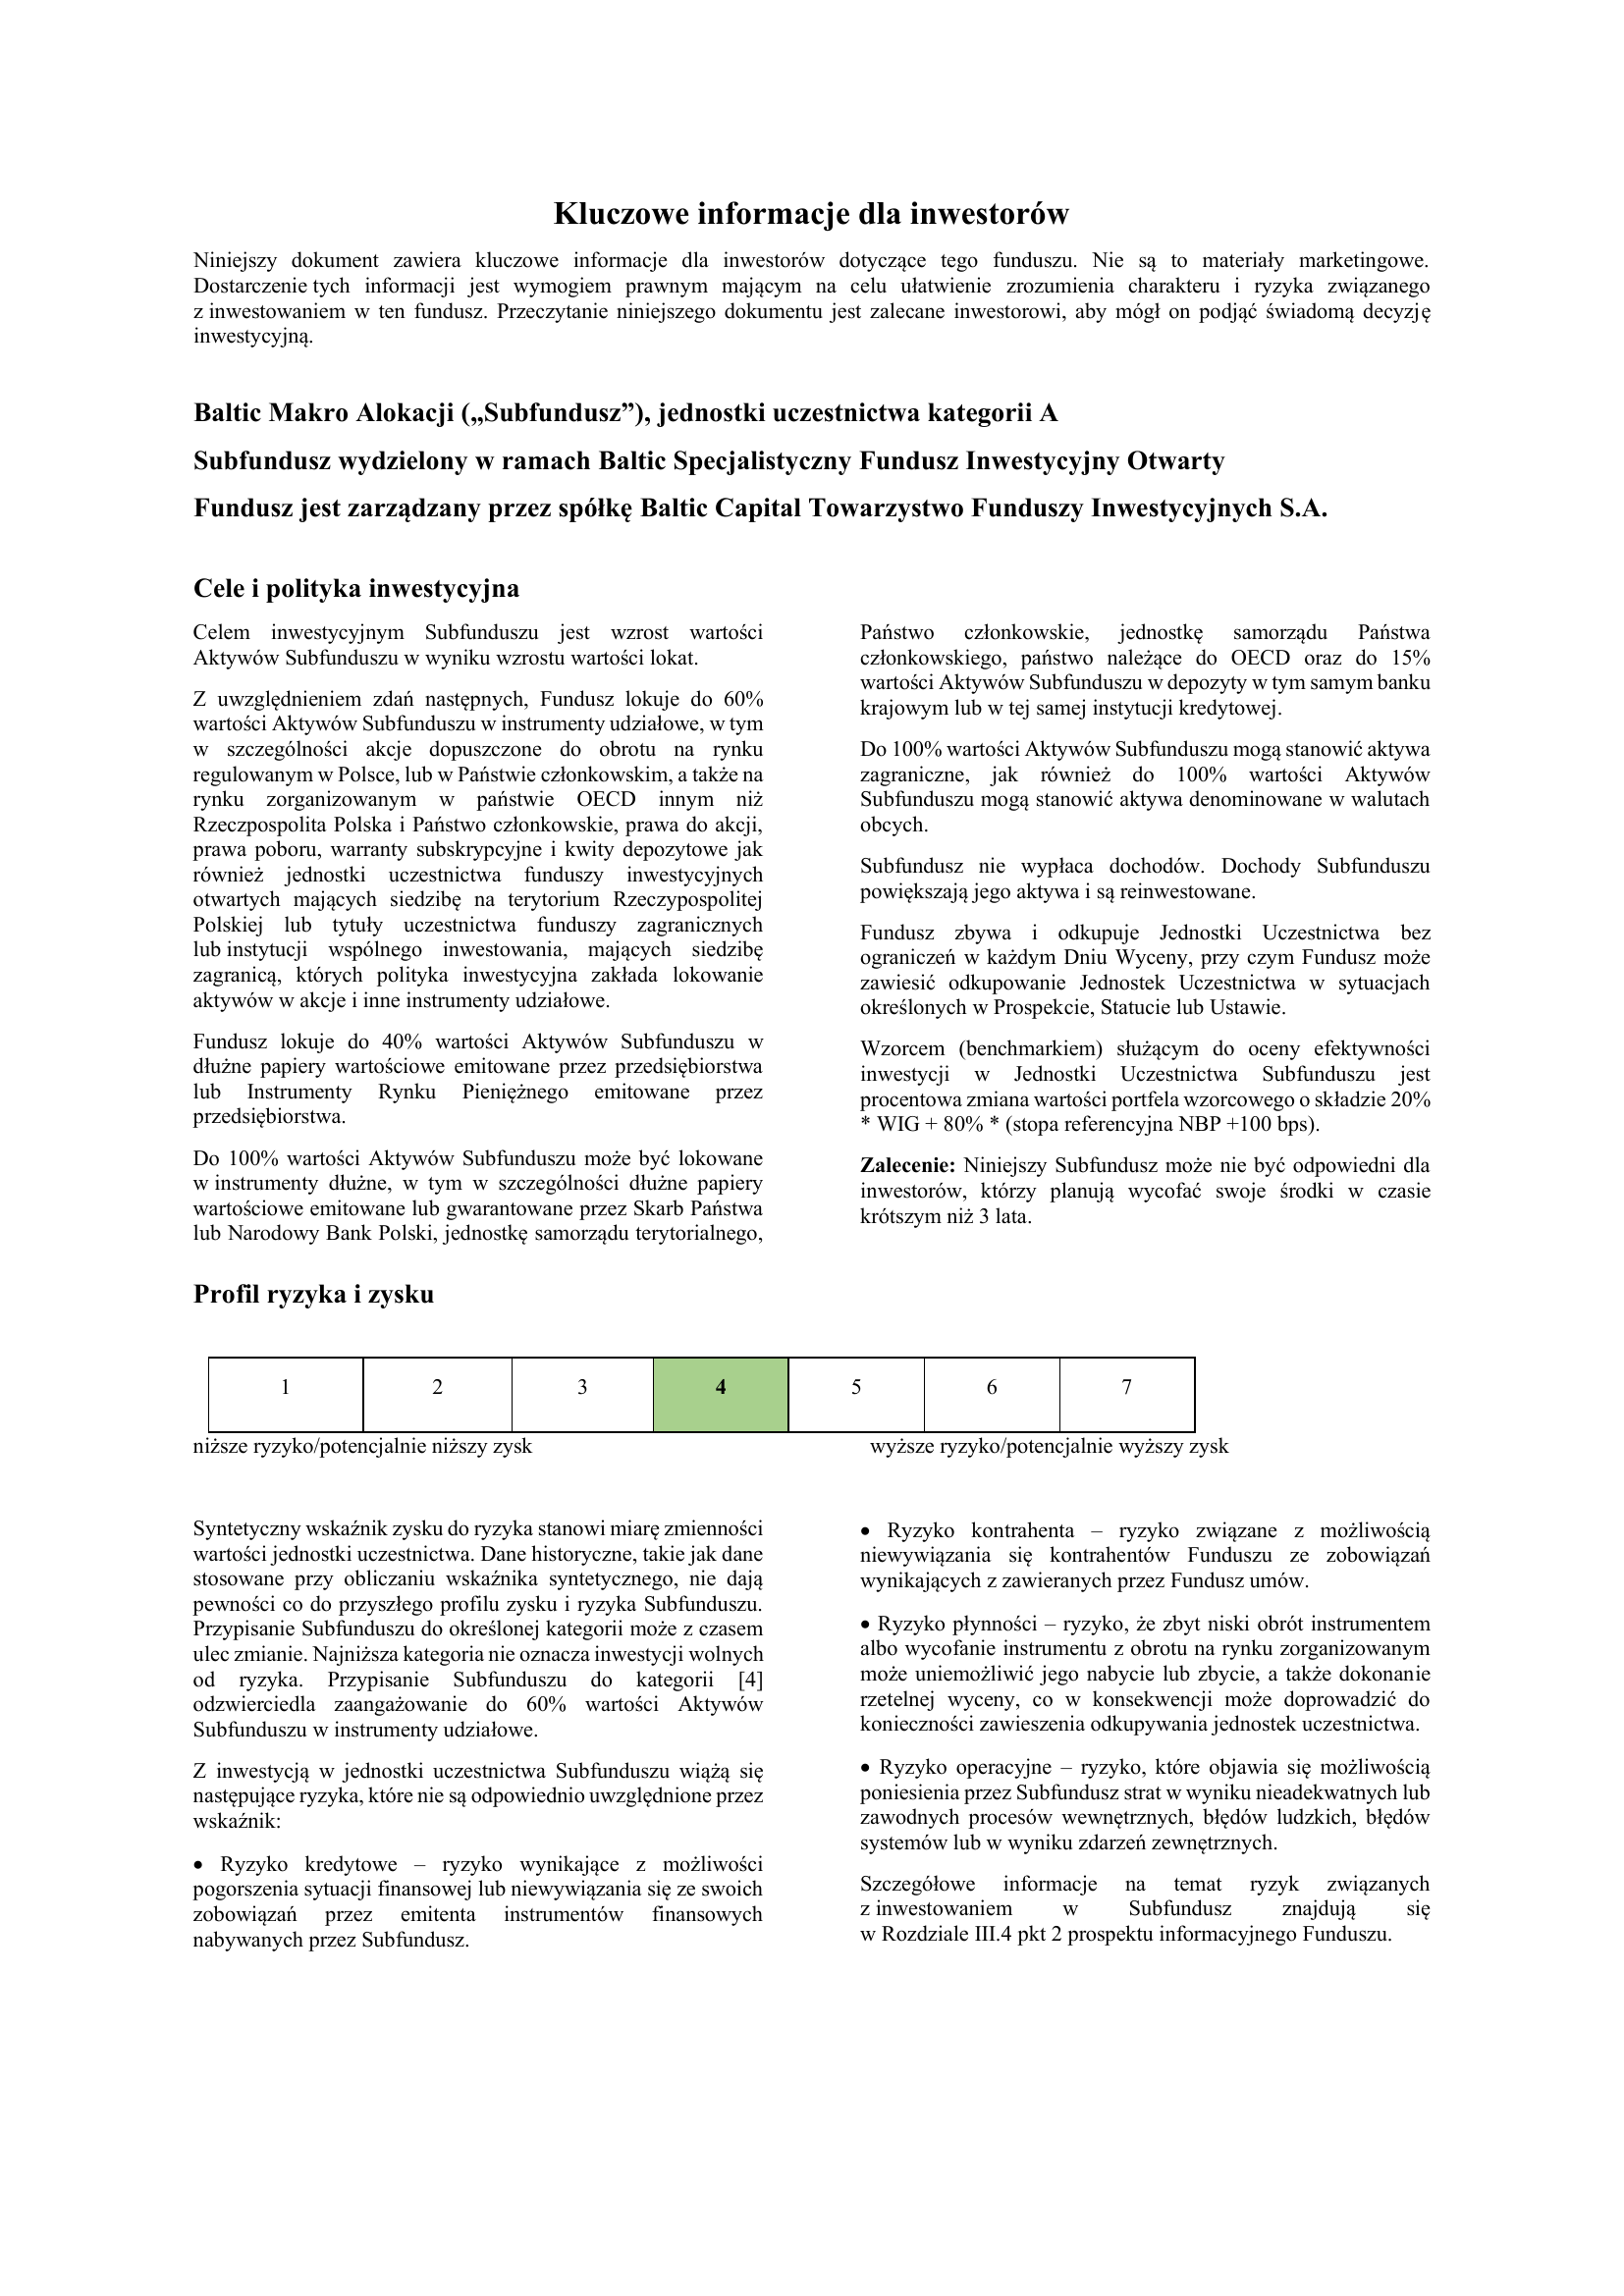 Kluczowe informacje dla inwestorów
Niniejszy dokument zawiera kluczowe informacje dla inwestorów dotyczące tego funduszu. Nie są to materiały marketingowe.
Dostarczenie tych informacji jest wymogiem prawnym mającym na celu ułatwienie zrozumienia charakteru i ryzyka związanego
z inwestowaniem w ten fundusz. Przeczytanie niniejszego dokumentu jest zalecane inwestorowi, aby mógł on podjąć świadomą decyzję
inwestycyjną.
Baltic Makro Alokacji („Subfundusz”), jednostki uczestnictwa kategorii A
Subfundusz wydzielony w ramach Baltic Specjalistyczny Fundusz Inwestycyjny Otwarty
Fundusz jest zarządzany przez spółkę Baltic Capital Towarzystwo Funduszy Inwestycyjnych S.A.
Cele i polityka inwestycyjna
Celem inwestycyjnym Subfunduszu jest wzrost wartości
Aktywów Subfunduszu w wyniku wzrostu wartości lokat.
Z uwzględnieniem zdań następnych, Fundusz lokuje do 60%
wartości Aktywów Subfunduszu w instrumenty udziałowe, w tym
w szczególności akcje dopuszczone do obrotu na rynku
regulowanym w Polsce, lub w Państwie członkowskim, a także na
rynku zorganizowanym w państwie OECD innym niż
Rzeczpospolita Polska i Państwo członkowskie, prawa do akcji,
prawa poboru, warranty subskrypcyjne i kwity depozytowe jak
również jednostki uczestnictwa funduszy inwestycyjnych
otwartych mających siedzibę na terytorium Rzeczypospolitej
Polskiej lub tytuły uczestnictwa funduszy zagranicznych
lub instytucji wspólnego inwestowania, mających siedzibę
zagranicą, których polityka inwestycyjna zakłada lokowanie
aktywów w akcje i inne instrumenty udziałowe.
Fundusz lokuje do 40% wartości Aktywów Subfunduszu w
dłużne papiery wartościowe emitowane przez przedsiębiorstwa
lub Instrumenty Rynku Pieniężnego emitowane przez
przedsiębiorstwa.
Do 100% wartości Aktywów Subfunduszu może być lokowane
w instrumenty dłużne, w tym w szczególności dłużne papiery
wartościowe emitowane lub gwarantowane przez Skarb Państwa
lub Narodowy Bank Polski, jednostkę samorządu terytorialnego,
Państwo członkowskie, jednostkę samorządu Państwa
członkowskiego, państwo należące do OECD oraz do 15%
wartości Aktywów Subfunduszu w depozyty w tym samym banku
krajowym lub w tej samej instytucji kredytowej.
Do 100% wartości Aktywów Subfunduszu mogą stanowić aktywa
zagraniczne, jak również do 100% wartości Aktywów
Subfunduszu mogą stanowić aktywa denominowane w walutach
obcych.
Subfundusz nie wypłaca dochodów. Dochody Subfunduszu
powiększają jego aktywa i są reinwestowane.
Fundusz zbywa i odkupuje Jednostki Uczestnictwa bez
ograniczeń w każdym Dniu Wyceny, przy czym Fundusz może
zawiesić odkupowanie Jednostek Uczestnictwa w sytuacjach
określonych w Prospekcie, Statucie lub Ustawie.
Wzorcem (benchmarkiem) służącym do oceny efektywności
inwestycji w Jednostki Uczestnictwa Subfunduszu jest
procentowa zmiana wartości portfela wzorcowego o składzie 20%
* WIG + 80% * (stopa referencyjna NBP +100 bps).
Zalecenie: Niniejszy Subfundusz może nie być odpowiedni dla
inwestorów, którzy planują wycofać swoje środki w czasie
krótszym niż 3 lata.
Profil ryzyka i zysku
1 2 3 4 5 6 7
niższe ryzyko/potencjalnie niższy zysk wyższe ryzyko/potencjalnie wyższy zysk
Syntetyczny wskaźnik zysku do ryzyka stanowi miarę zmienności
wartości jednostki uczestnictwa. Dane historyczne, takie jak dane
stosowane przy obliczaniu wskaźnika syntetycznego, nie dają
pewności co do przyszłego profilu zysku i ryzyka Subfunduszu.
Przypisanie Subfunduszu do określonej kategorii może z czasem
ulec zmianie. Najniższa kategoria nie oznacza inwestycji wolnych
od ryzyka. Przypisanie Subfunduszu do kategorii [4]
odzwierciedla zaangażowanie do 60% wartości Aktywów
Subfunduszu w instrumenty udziałowe.
Z inwestycją w jednostki uczestnictwa Subfunduszu wiążą się
następujące ryzyka, które nie są odpowiednio uwzględnione przez
wskaźnik:
• Ryzyko kredytowe – ryzyko wynikające z możliwości
pogorszenia sytuacji finansowej lub niewywiązania się ze swoich
zobowiązań przez emitenta instrumentów finansowych
nabywanych przez Subfundusz.
• Ryzyko kontrahenta – ryzyko związane z możliwością
niewywiązania się kontrahentów Funduszu ze zobowiązań
wynikających z zawieranych przez Fundusz umów.
• Ryzyko płynności – ryzyko, że zbyt niski obrót instrumentem
albo wycofanie instrumentu z obrotu na rynku zorganizowanym
może uniemożliwić jego nabycie lub zbycie, a także dokonanie
rzetelnej wyceny, co w konsekwencji może doprowadzić do
konieczności zawieszenia odkupywania jednostek uczestnictwa.
• Ryzyko operacyjne – ryzyko, które objawia się możliwością
poniesienia przez Subfundusz strat w wyniku nieadekwatnych lub
zawodnych procesów wewnętrznych, błędów ludzkich, błędów
systemów lub w wyniku zdarzeń zewnętrznych.
Szczegółowe informacje na temat ryzyk związanych
z inwestowaniem w Subfundusz znajdują się
w Rozdziale III.4 pkt 2 prospektu informacyjnego Funduszu.